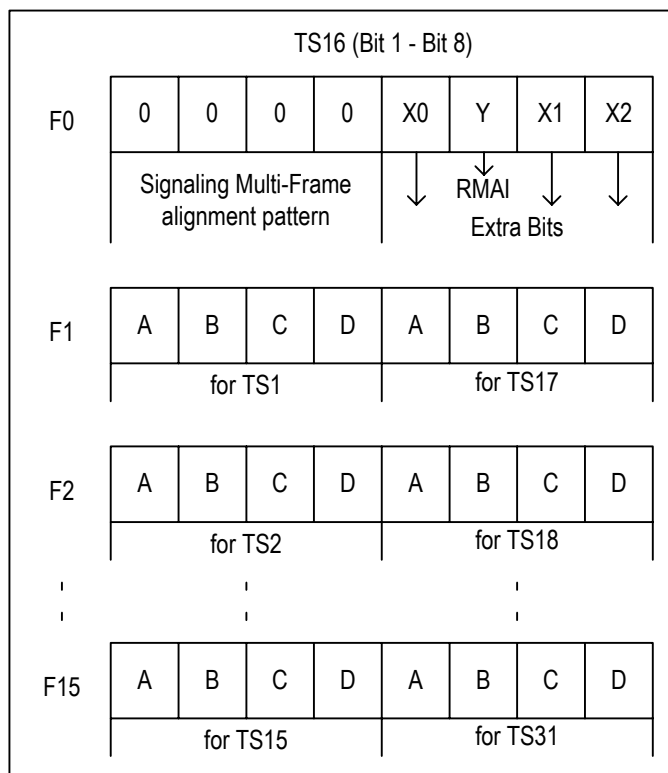 TS16 (Bit 1 - Bit 8)
F0 0 0 0 0 X0 Y X1 X2
Signaling Multi-Frame
alignment pattern
RMAI
Extra Bits
F1 A B C D A B C D
for TS1 for TS17
F2 A B C D A B C D
for TS2 for TS18
F15 A B C D A B C D
for TS15 for TS31